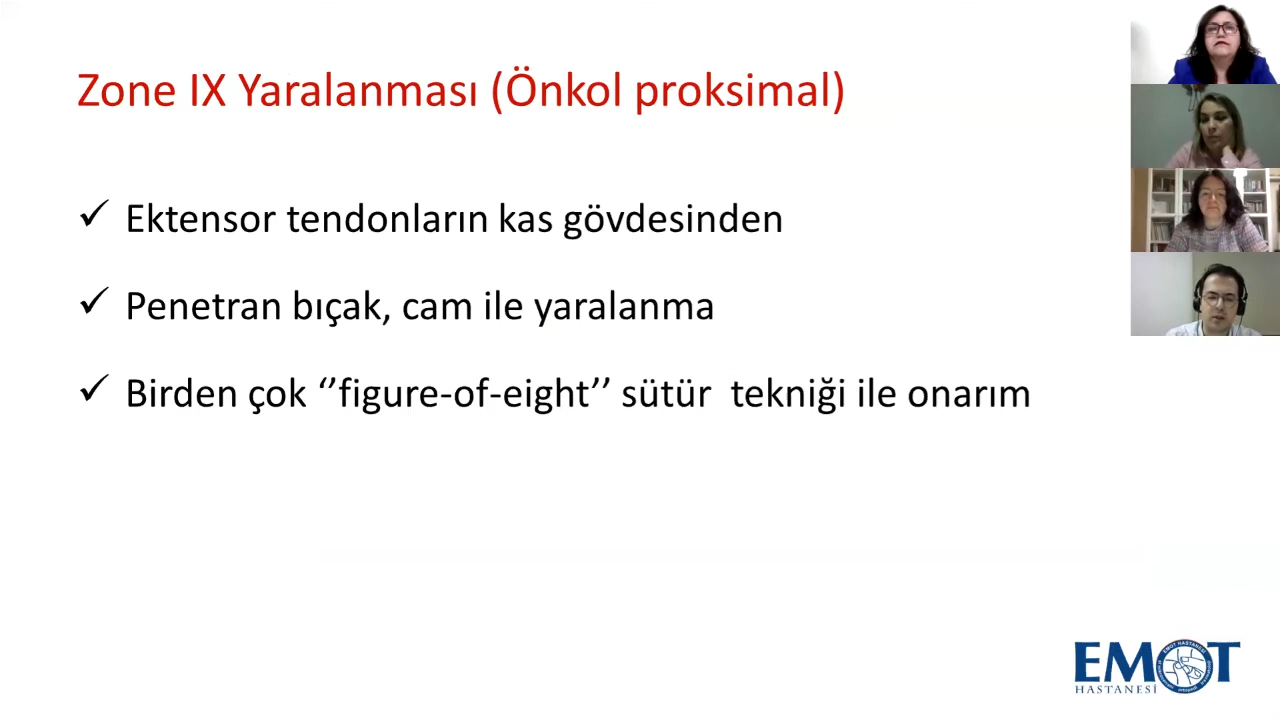 Zone IX Yaralanması (Önkol proksimal)
✓ Ektensor tendonların kas gövdesinden
✓ Penetran bıçak, cam ile yaralanma
✓ Birden çok ‘’figure-of-eight’’ sütür tekniği ile onarım
EMOT
HASTANESİ